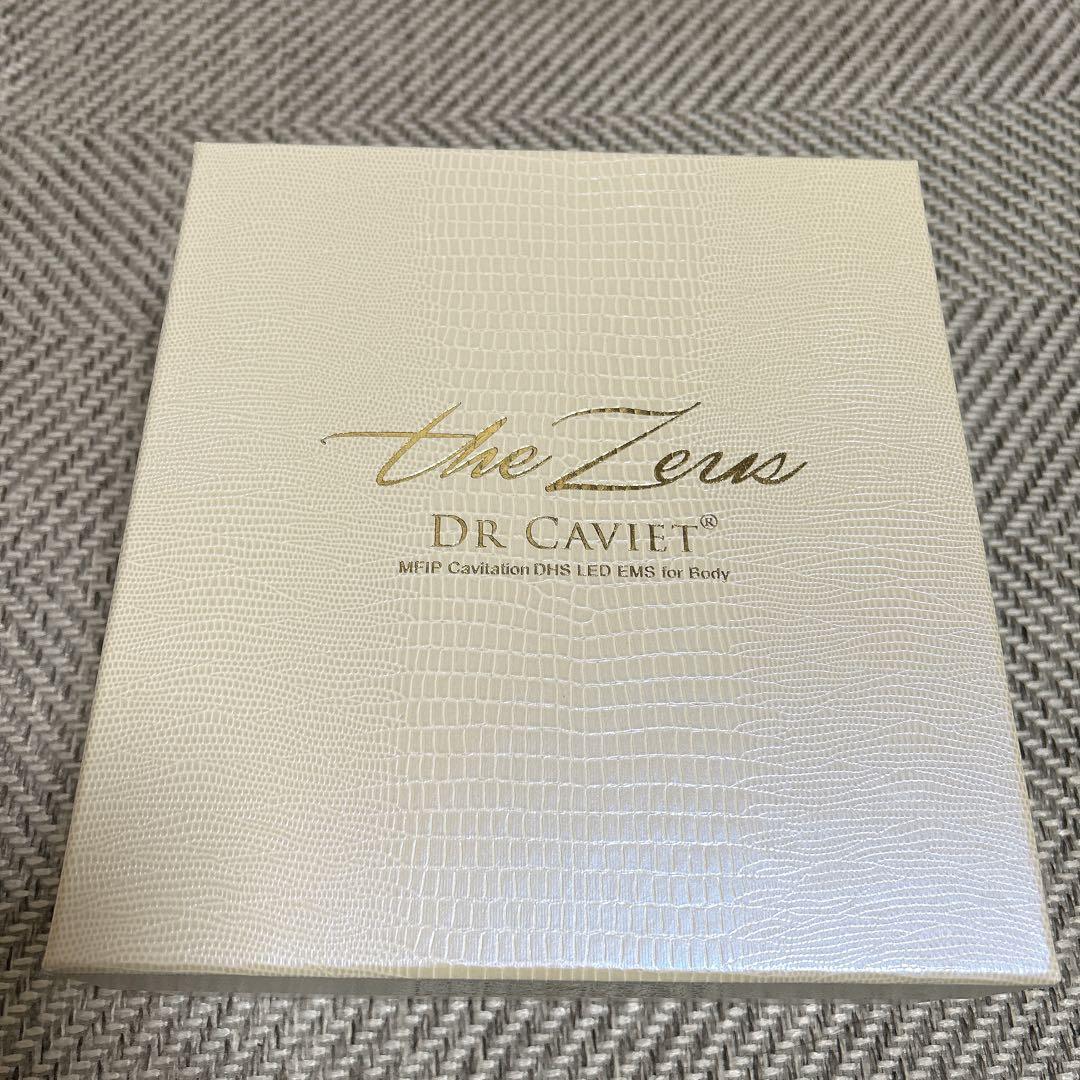 the Zeus
DR CAVIET®
MFIP Cavitation DHS LED EMS for Body